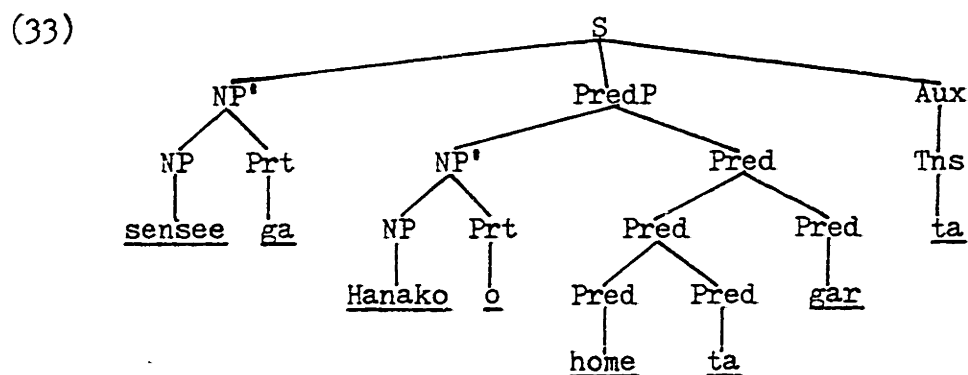 (33)
S
NP' PredP Aux
NP Prt NP' Pred Tns
sensee ga NP Prt Pred Pred ta
Hanako o Pred Pred gar
home ta